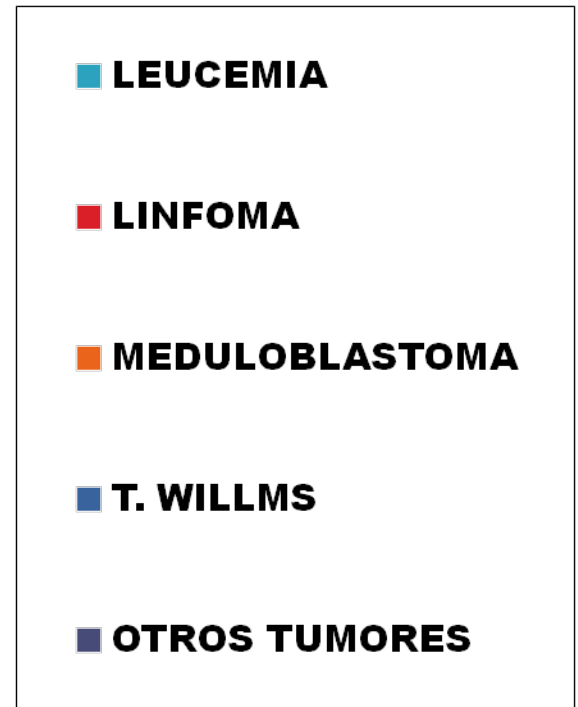 LEUCEMIA
LINFOMA
MEDULOBLASTOMA
T. WILLMS
OTROS TUMORES